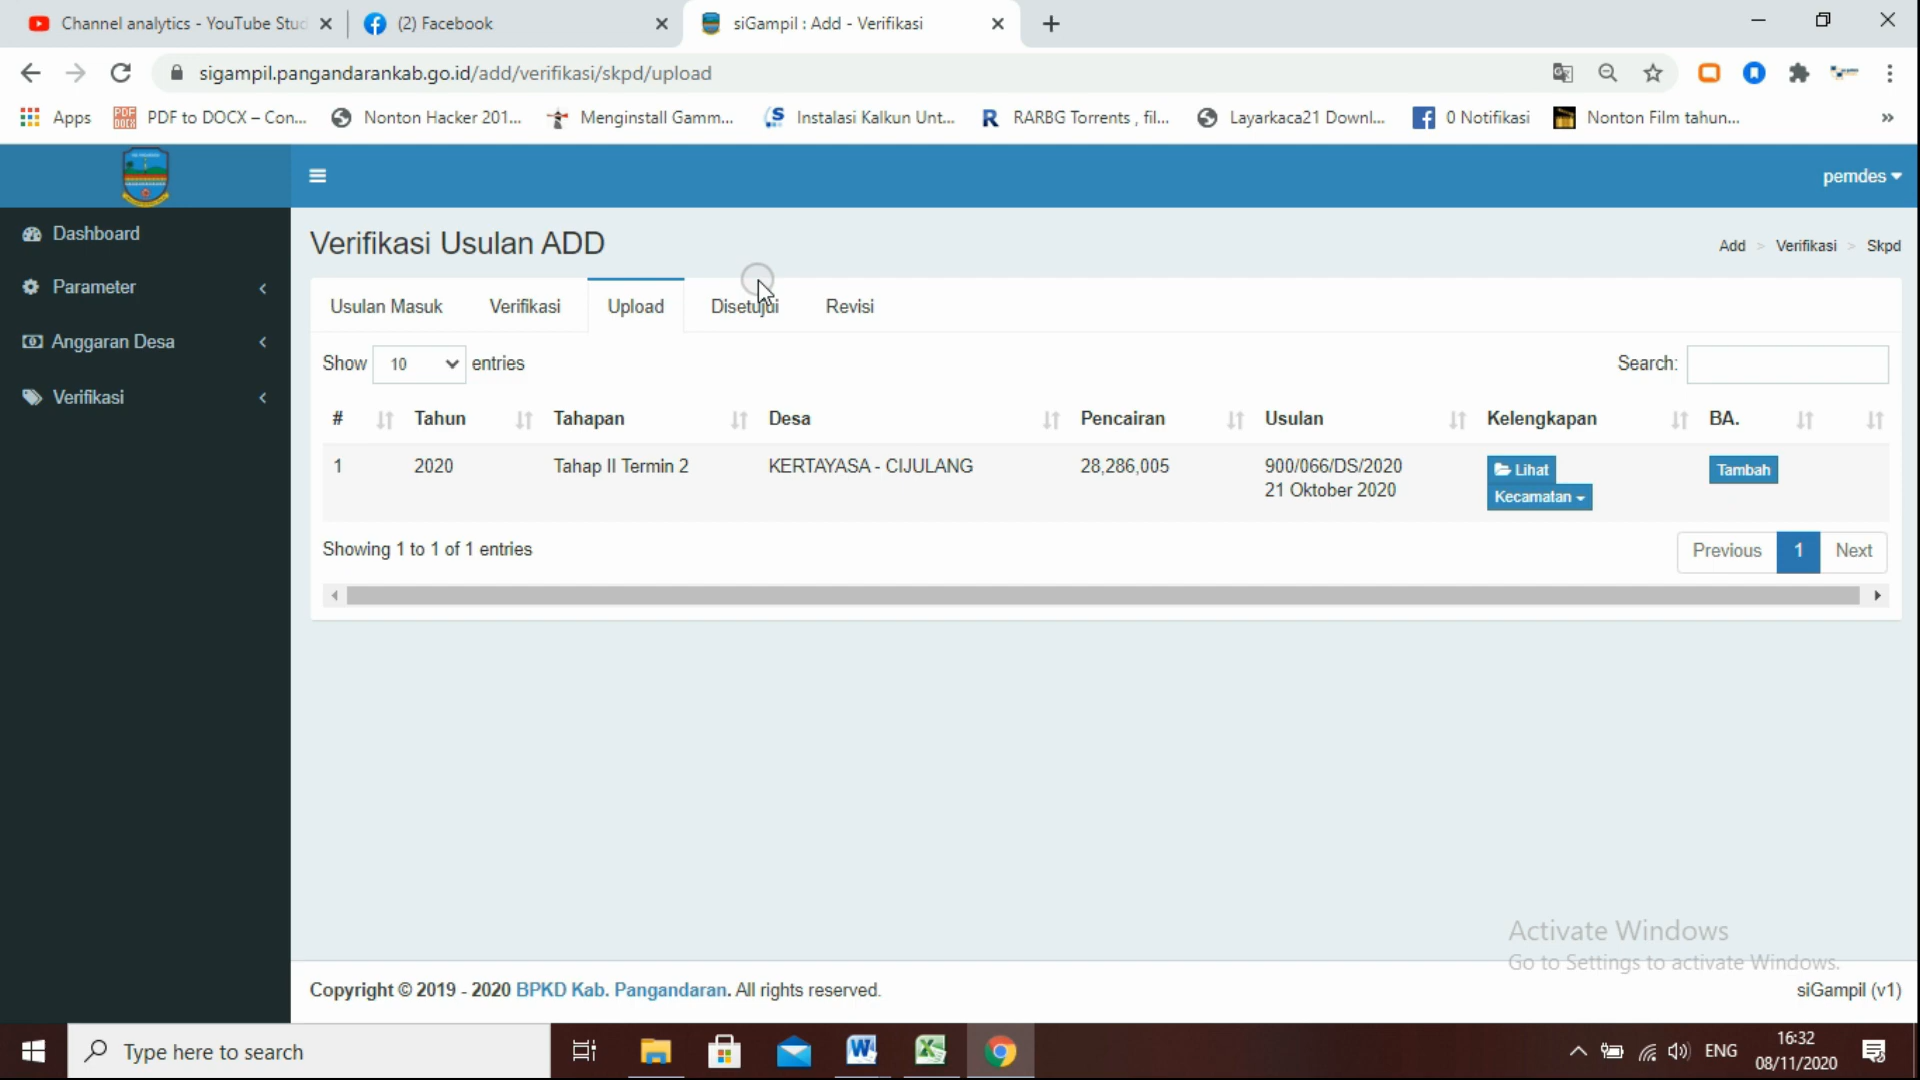 Channel analytics - YouTube Stud
(2) Facebook
siGampil : Add - Verifikasi
sigampil.pangandarankab.go.id/add/verifikasi/skpd/upload
Apps
PDF to DOCX – Con...
Nonton Hacker 201...
Menginstall Gamm...
Instalasi Kalkun Unt...
RARBG Torrents , fil...
Layarkaca21 Downl...
0 Notifikasi
Nonton Film tahun...
pemdes
Dashboard
Parameter
Anggaran Desa
Verifikasi
Verifikasi Usulan ADD
Add > Verifikasi > Skpd
Usulan Masuk Verifikasi Upload Disetujui Revisi
Show 10 entries
Search:
# Tahun Tahapan Desa Pencairan Usulan Kelengkapan BA.
1 2020 Tahap II Termin 2 KERTAYASA - CIJULANG 28,286,005 900/066/DS/2020 Lihat Tambah
21 Oktober 2020 Kecamatan
Showing 1 to 1 of 1 entries
Previous 1 Next
Activate Windows
Go to Settings to activate Windows.
Copyright © 2019 - 2020 BPKD Kab. Pangandaran. All rights reserved.
siGampil (v1)
Type here to search
ENG
16:32
08/11/2020